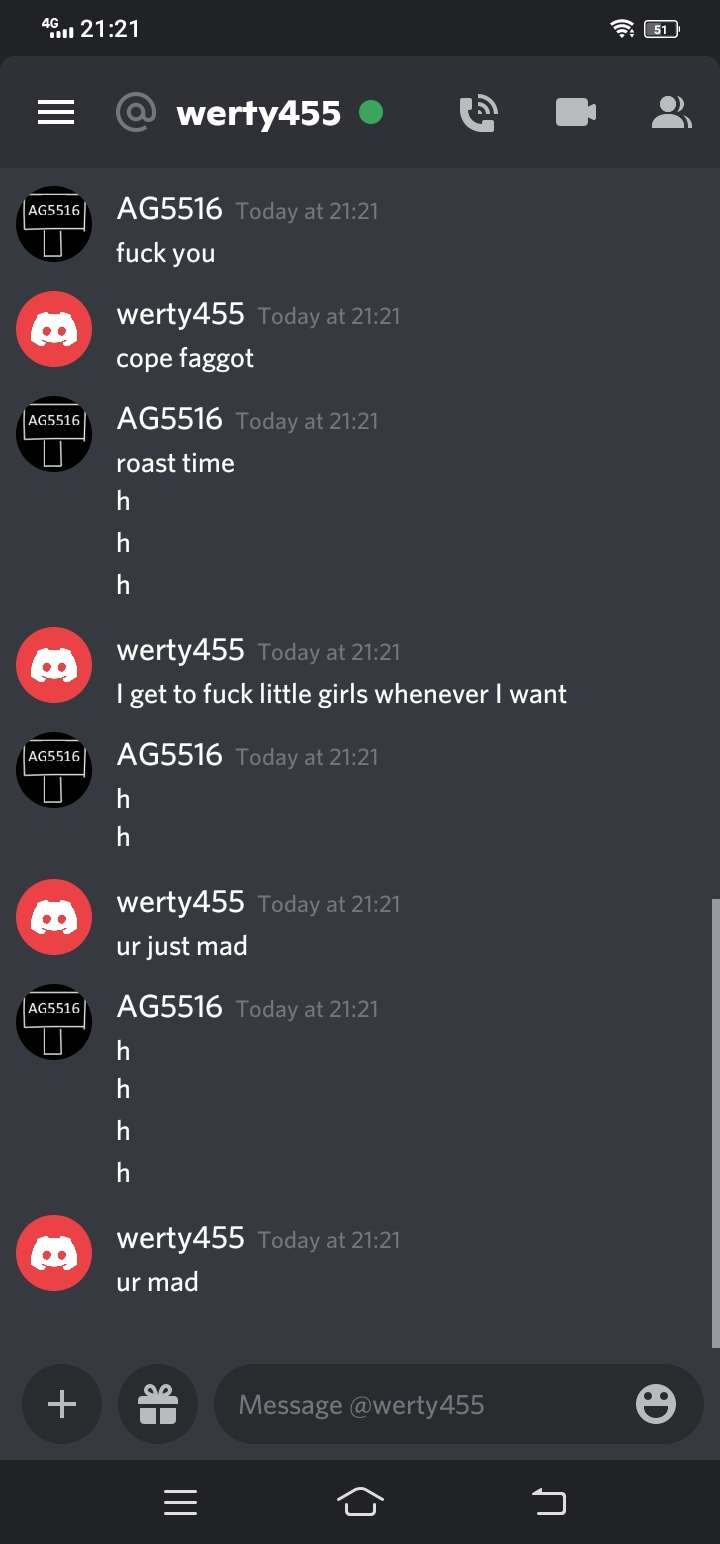 4G 21:21 51
@ werty455
AG5516 AG5516 Today at 21:21
fuck you
werty455 Today at 21:21
cope faggot
AG5516 AG5516 Today at 21:21
roast time
h
h
h
werty455 Today at 21:21
I get to fuck little girls whenever I want
AG5516 AG5516 Today at 21:21
h
h
werty455 Today at 21:21
ur just mad
AG5516 AG5516 Today at 21:21
h
h
h
h
werty455 Today at 21:21
ur mad
Message @werty455